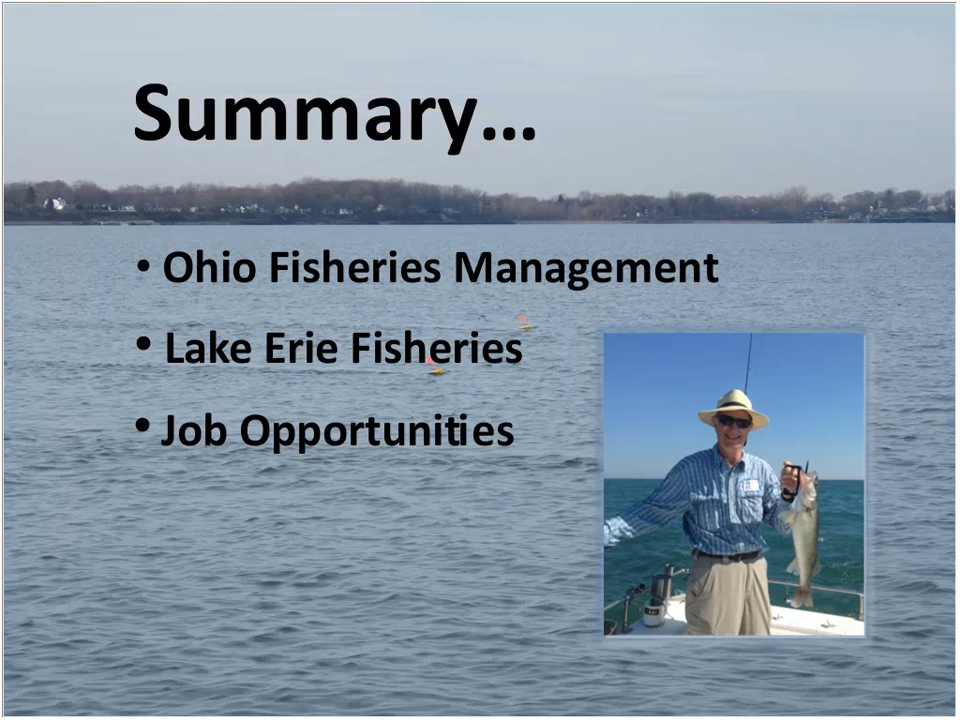 Summary…
• Ohio Fisheries Management
• Lake Erie Fisheries
• Job Opportunities